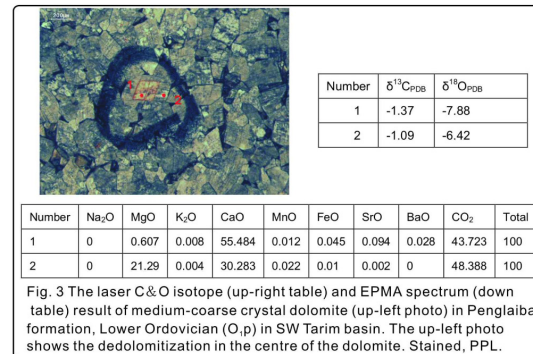 1
2
Number δ¹³C_PDB δ¹⁸O_PDB
1 -1.37 -7.88
2 -1.09 -6.42
Number Na₂O MgO K₂O CaO MnO FeO SrO BaO CO₂ Total
1 0 0.607 0.008 55.484 0.012 0.045 0.094 0.028 43.723 100
2 0 21.29 0.004 30.283 0.022 0.01 0.002 0 48.388 100
Fig. 3 The laser C&O isotope (up-right table) and EPMA spectrum (down
table) result of medium-coarse crystal dolomite (up-left photo) in Penglaiba
formation, Lower Ordovician (O₁p) in SW Tarim basin. The up-left photo
shows the dedolomitization in the centre of the dolomite. Stained, PPL.